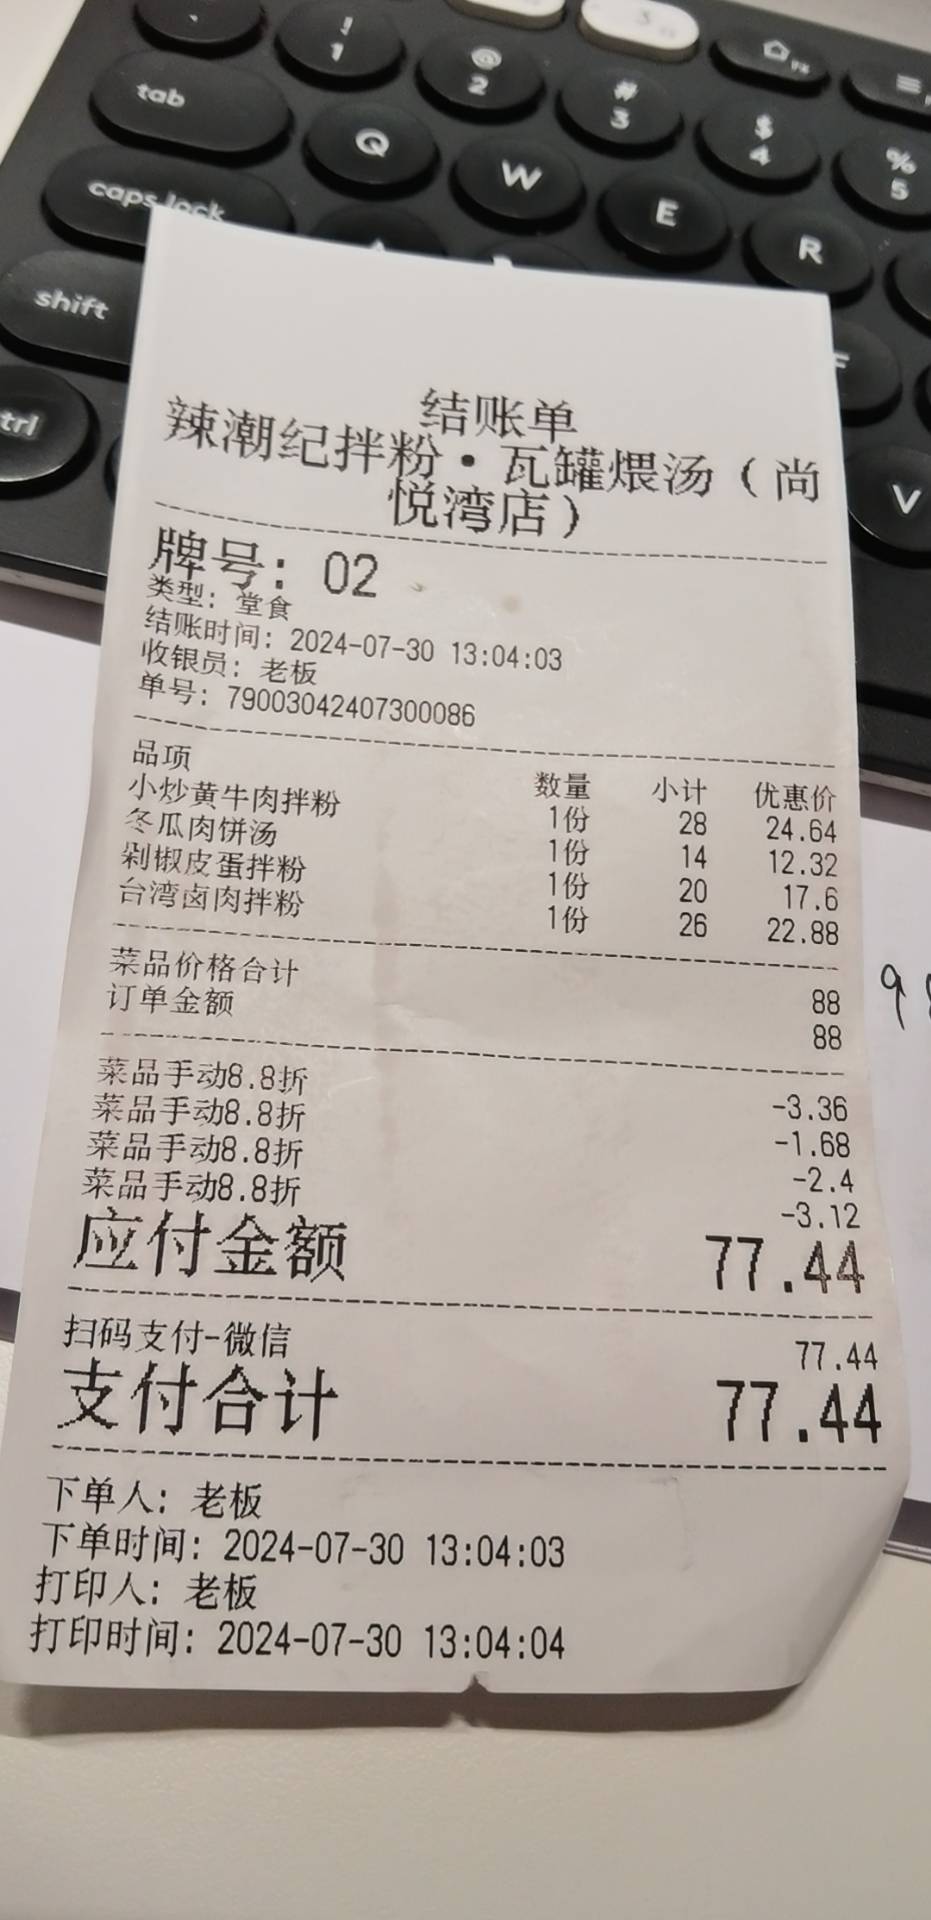 ! 1
@ 2
# 3
$ 4
% 5
tab Q W E R
caps lock
shift F
trl V
结账单
辣潮纪拌粉·瓦罐煨汤（尚
悦湾店）
牌号：02
类型：堂食
结账时间：2024-07-30 13:04:03
收银员：老板
单号：79003042407300086
品项 数量 小计 优惠价
小炒黄牛肉拌粉 1份 28 24.64
冬瓜肉饼汤 1份 14 12.32
剁椒皮蛋拌粉 1份 20 17.6
台湾卤肉拌粉 1份 26 22.88
菜品价格合计 88
订单金额 88
菜品手动8.8折 -3.36
菜品手动8.8折 -1.68
菜品手动8.8折 -2.4
菜品手动8.8折 -3.12
应付金额 77.44
扫码支付-微信 77.44
支付合计 77.44
下单人：老板
下单时间：2024-07-30 13:04:03
打印人：老板
打印时间：2024-07-30 13:04:04